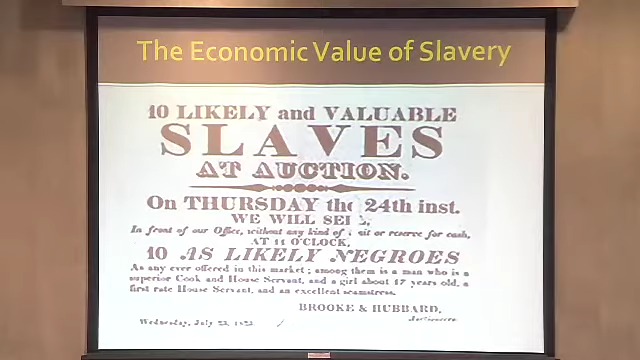 The Economic Value of Slavery
10 LIKELY and VALUABLE
SLAVES
AT AUCTION.
On THURSDAY the 24th inst.
WE WILL SELL,
In front of our Office, without any kind of limit or reserve for cash,
AT 11 O'CLOCK,
10 AS LIKELY NEGROES
As any ever offered in this market; among them is a man who is a
superior Cook and House Servant, and a girl about 17 years old, a
first rate House Servant, and an excellent seamstress.
BROOKE & HUBBARD,
Auctioneers.
Wednesday, July 23,